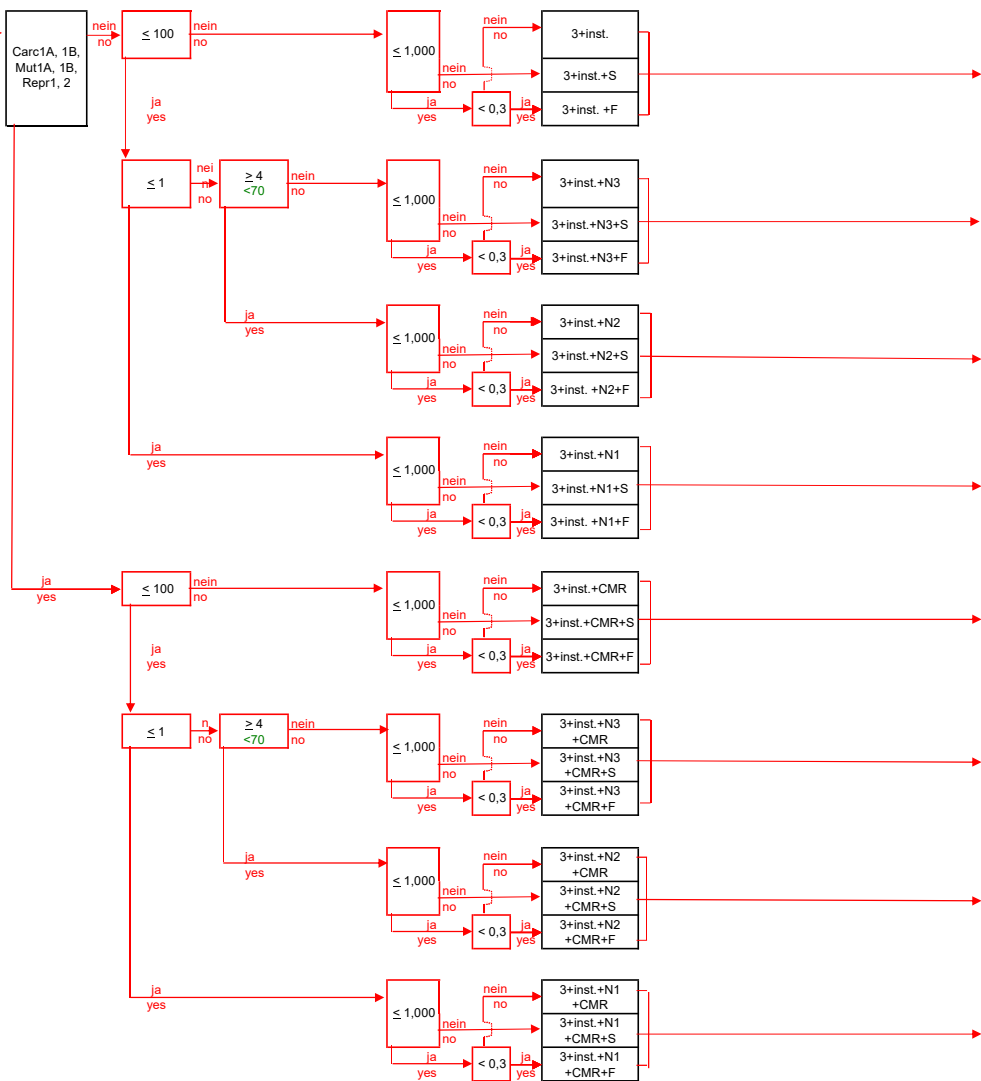 nein
no
Carc1A, 1B,
Mut1A, 1B,
Repr1, 2
≤ 100
nein
no
≤ 1,000
nein
no
3+inst.
nein
no
3+inst.+S
ja
yes
< 0,3
ja
yes
3+inst. +F
ja
yes
≤ 1
nei
n
no
≥ 4
<70
nein
no
≤ 1,000
nein
no
3+inst.+N3
nein
no
3+inst.+N3+S
ja
yes
< 0,3
ja
yes
3+inst.+N3+F
ja
yes
≤ 1,000
nein
no
3+inst.+N2
nein
no
3+inst.+N2+S
ja
yes
< 0,3
ja
yes
3+inst. +N2+F
ja
yes
≤ 1,000
nein
no
3+inst.+N1
nein
no
3+inst.+N1+S
ja
yes
< 0,3
ja
yes
3+inst. +N1+F
ja
yes
≤ 100
nein
no
≤ 1,000
nein
no
3+inst.+CMR
nein
no
3+inst.+CMR+S
ja
yes
< 0,3
ja
yes
3+inst.+CMR+F
ja
yes
≤ 1
n
no
≥ 4
<70
nein
no
≤ 1,000
nein
no
3+inst.+N3
+CMR
nein
no
3+inst.+N3
+CMR+S
ja
yes
< 0,3
ja
yes
3+inst.+N3
+CMR+F
ja
yes
≤ 1,000
nein
no
3+inst.+N2
+CMR
nein
no
3+inst.+N2
+CMR+S
ja
yes
< 0,3
ja
yes
3+inst.+N2
+CMR+F
ja
yes
≤ 1,000
nein
no
3+inst.+N1
+CMR
nein
no
3+inst.+N1
+CMR+S
ja
yes
< 0,3
ja
yes
3+inst.+N1
+CMR+F